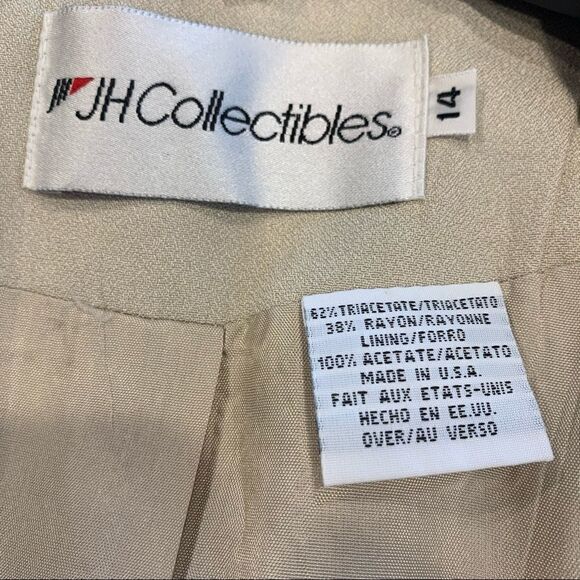 JH Collectibles®
14
62% TRIACETATE/TRIACETATO
38% RAYON/RAYONNE
LINING/FORRO
100% ACETATE/ACETATO
MADE IN U.S.A.
FAIT AUX ETATS-UNIS
HECHO EN EE.UU.
OVER/AU VERSO